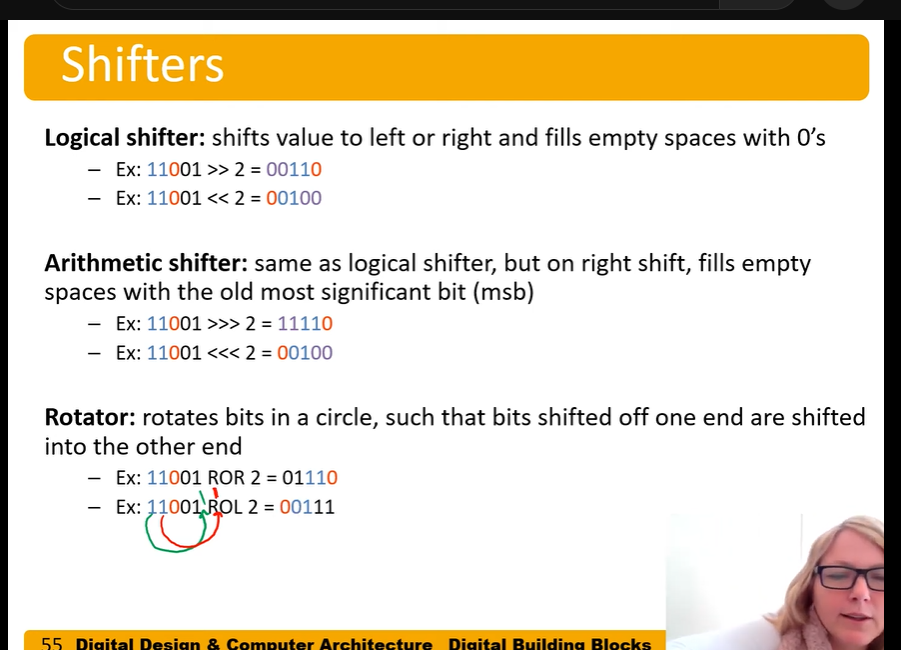 Shifters
Logical shifter: shifts value to left or right and fills empty spaces with 0's
– Ex: 11001 >> 2 = 00110
– Ex: 11001 << 2 = 00100
Arithmetic shifter: same as logical shifter, but on right shift, fills empty
spaces with the old most significant bit (msb)
– Ex: 11001 >>> 2 = 11110
– Ex: 11001 <<< 2 = 00100
Rotator: rotates bits in a circle, such that bits shifted off one end are shifted
into the other end
– Ex: 11001 ROR 2 = 01110
– Ex: 11001 ROL 2 = 00111
55 Digital Design & Computer Architecture Digital Building Blocks